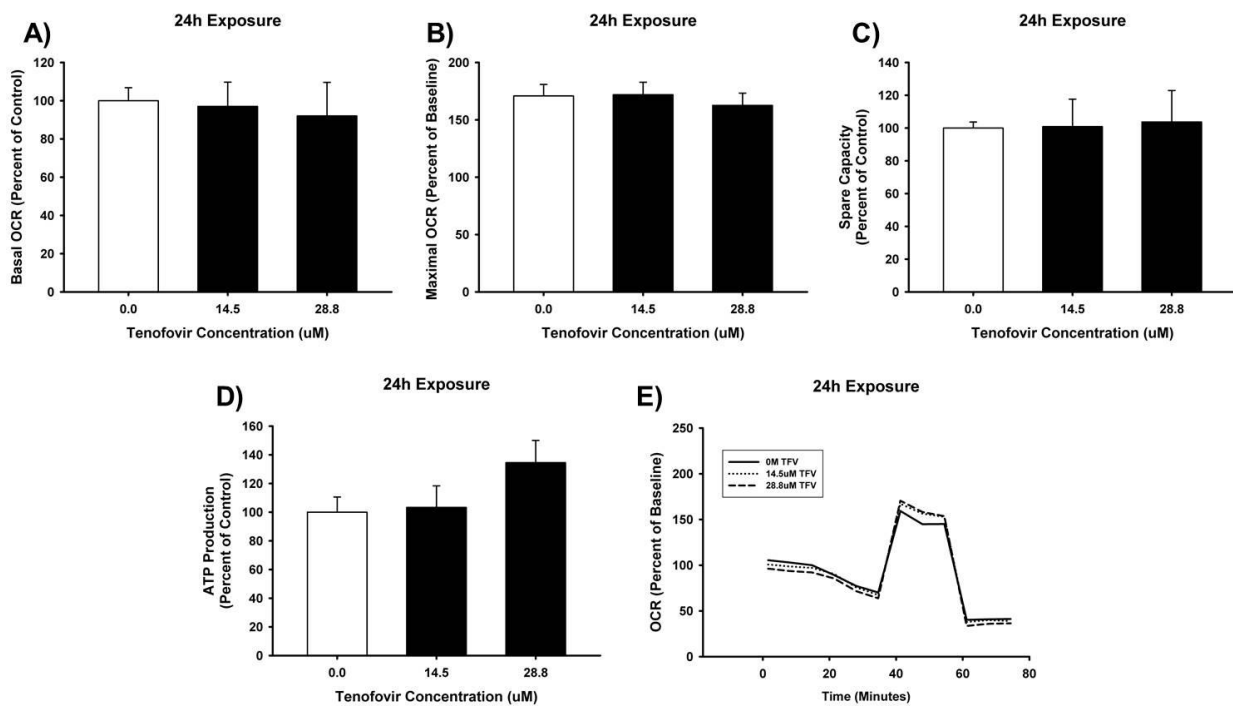 A)
24h Exposure
Basal OCR (Percent of Control)
120
100
80
60
40
20
0
0.0 14.5 28.8
Tenofovir Concentration (uM)
B)
24h Exposure
Maximal OCR (Percent of Baseline)
200
150
100
50
0
0.0 14.5 28.8
Tenofovir Concentration (uM)
C)
24h Exposure
Spare Capacity
(Percent of Control)
140
120
100
80
60
40
20
0
0.0 14.5 28.8
Tenofovir Concentration (uM)
D)
24h Exposure
ATP Production
(Percent of Control)
160
140
120
100
80
60
40
20
0
0.0 14.5 28.8
Tenofovir Concentration (uM)
E)
24h Exposure
OCR (Percent of Baseline)
250
200
150
100
50
0
0M TFV
14.5uM TFV
28.8uM TFV
0 20 40 60 80
Time (Minutes)